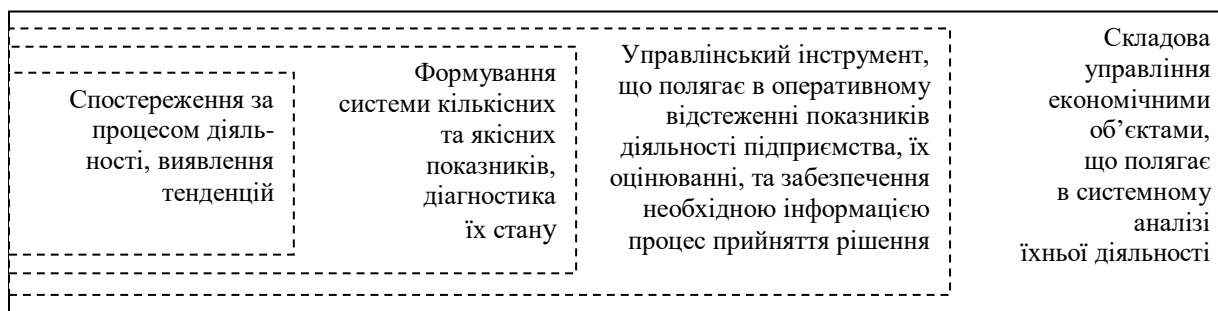 Спостереження за
процесом діяль-
ності, виявлення
тенденцій
Формування
системи кількісних
та якісних
показників,
діагностика
їх стану
Управлінський інструмент,
що полягає в оперативному
відстеженні показників
діяльності підприємства, їх
оцінюванні, та забезпечення
необхідною інформацією
процес прийняття рішення
Складова
управління
економічними
об’єктами,
що полягає
в системному
аналізі
їхньої діяльності